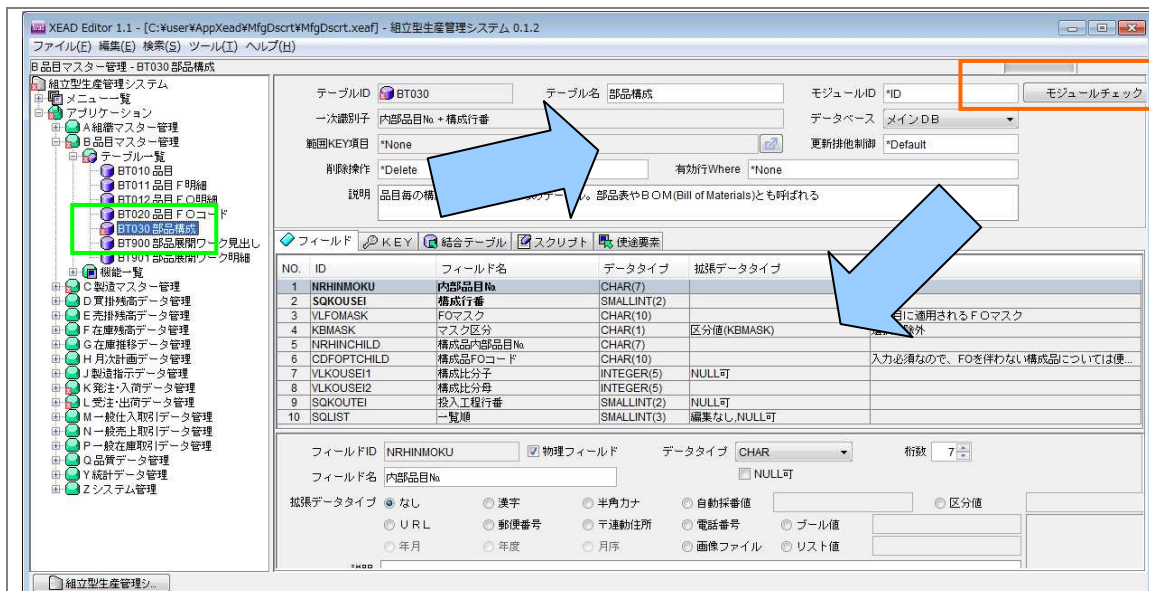 XEAD Editor 1.1 - [C:¥user¥AppXead¥MfgDscrt¥MfgDscrt.xeaf] - 組立型生産管理システム 0.1.2
ファイル(F) 編集(E) 検索(S) ツール(T) ヘルプ(H)
B 品目マスター管理 - BT030 部品構成
組立型生産管理システム
メニュー一覧
アプリケーション
A 組織マスター管理
B 品目マスター管理
テーブル一覧
BT010 品目
BT011 品目F明細
BT012 品目FO明細
BT020 品目FOコード
BT030 部品構成
BT900 部品展開ワーク見出し
BT901 部品展開ワーク明細
機能一覧
C 製造マスター管理
D 買掛残高データ管理
E 売掛残高データ管理
F 在庫残高データ管理
G 在庫推移データ管理
H 月次計画データ管理
J 製造指示データ管理
K 発注・入荷データ管理
L 受注・出荷データ管理
M 一般仕入取引データ管理
N 一般売上取引データ管理
P 一般在庫取引データ管理
Q 品質データ管理
Y 統計データ管理
Z システム管理
テーブルID BT030 テーブル名 部品構成 モジュールID *ID モジュールチェック
一次識別子 内部品目№ + 構成行番 データベース メインDB
範囲KEY項目 *None 更新排他制御 *Default
削除操作 *Delete 有効行Where *None
説明 品目毎の構 のテーブル。部品表やBOM(Bill of Materials)とも呼ばれる
フィールド KEY 結合テーブル スクリプト 使途要素
NO. ID フィールド名 データタイプ 拡張データタイプ
1 NRHINMOKU 内部品目№ CHAR(7)
2 SQKOUSEI 構成行番 SMALLINT(2)
3 VLFOMASK FOマスク CHAR(10) 目に適用されるFOマスク
4 KBMASK マスク区分 CHAR(1) 区分値(KBMASK) 除外
5 NRHINCHILD 構成品内部品目№ CHAR(7)
6 CDFOPTCHILD 構成品FOコード CHAR(10) 入力必須なので、FOを伴わない構成品については便...
7 VLKOUSEI1 構成比分子 INTEGER(5) NULL可
8 VLKOUSEI2 構成比分母 INTEGER(5)
9 SQKOUTEI 投入工程行番 SMALLINT(2) NULL可
10 SQLIST 一覧順 SMALLINT(3) 編集なし,NULL可
フィールドID NRHINMOKU 物理フィールド データタイプ CHAR 桁数 7
フィールド名 内部品目№ NULL可
拡張データタイプ なし 漢字 半角カナ 自動採番値 区分値
URL 郵便番号 〒連動住所 電話番号 ブール値
年月 年度 月序 画像ファイル リスト値
組立型生産管理シ...